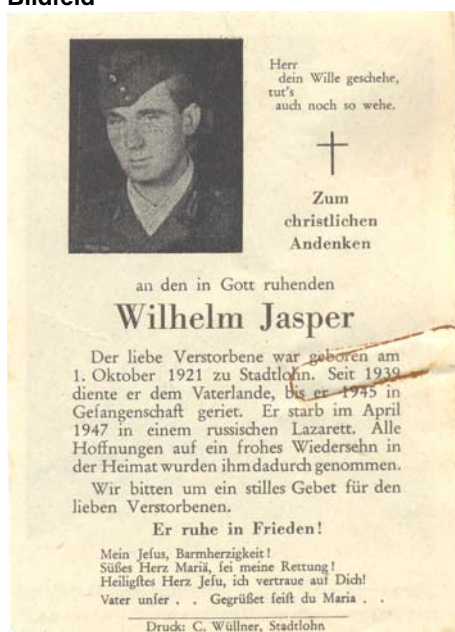 Bildfeld
Herr
dein Wille geschehe,
tut's
auch noch so wehe.
Zum
christlichen
Andenken
an den in Gott ruhenden
Wilhelm Jasper
Der liebe Verstorbene war geboren am
1. Oktober 1921 zu Stadtlohn. Seit 1939
diente er dem Vaterlande, bis er 1945 in
Gefangenschaft geriet. Er starb im April
1947 in einem russischen Lazarett. Alle
Hoffnungen auf ein frohes Wiedersehn in
der Heimat wurden ihm dadurch genommen.
Wir bitten um ein stilles Gebet für den
lieben Verstorbenen.
Er ruhe in Frieden!
Mein Jesus, Barmherzigkeit!
Süßes Herz Mariä, sei meine Rettung!
Heiligstes Herz Jesu, ich vertraue auf Dich!
Vater unser . . Gegrüßet seist du Maria . .
Druck: C. Wüllner, Stadtlohn